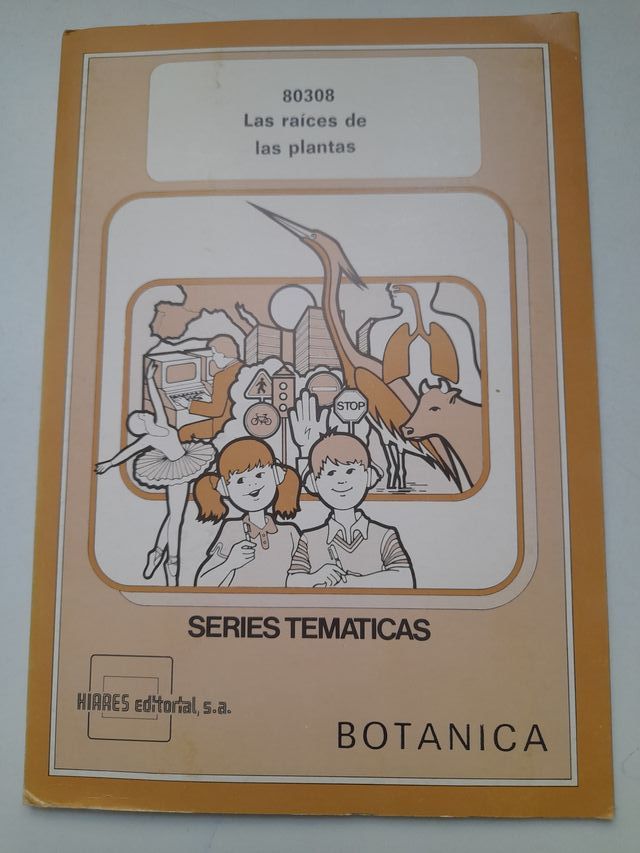 80308
Las raíces de
las plantas
STOP
SERIES TEMATICAS
HIARES editorial, s.a.
BOTANICA